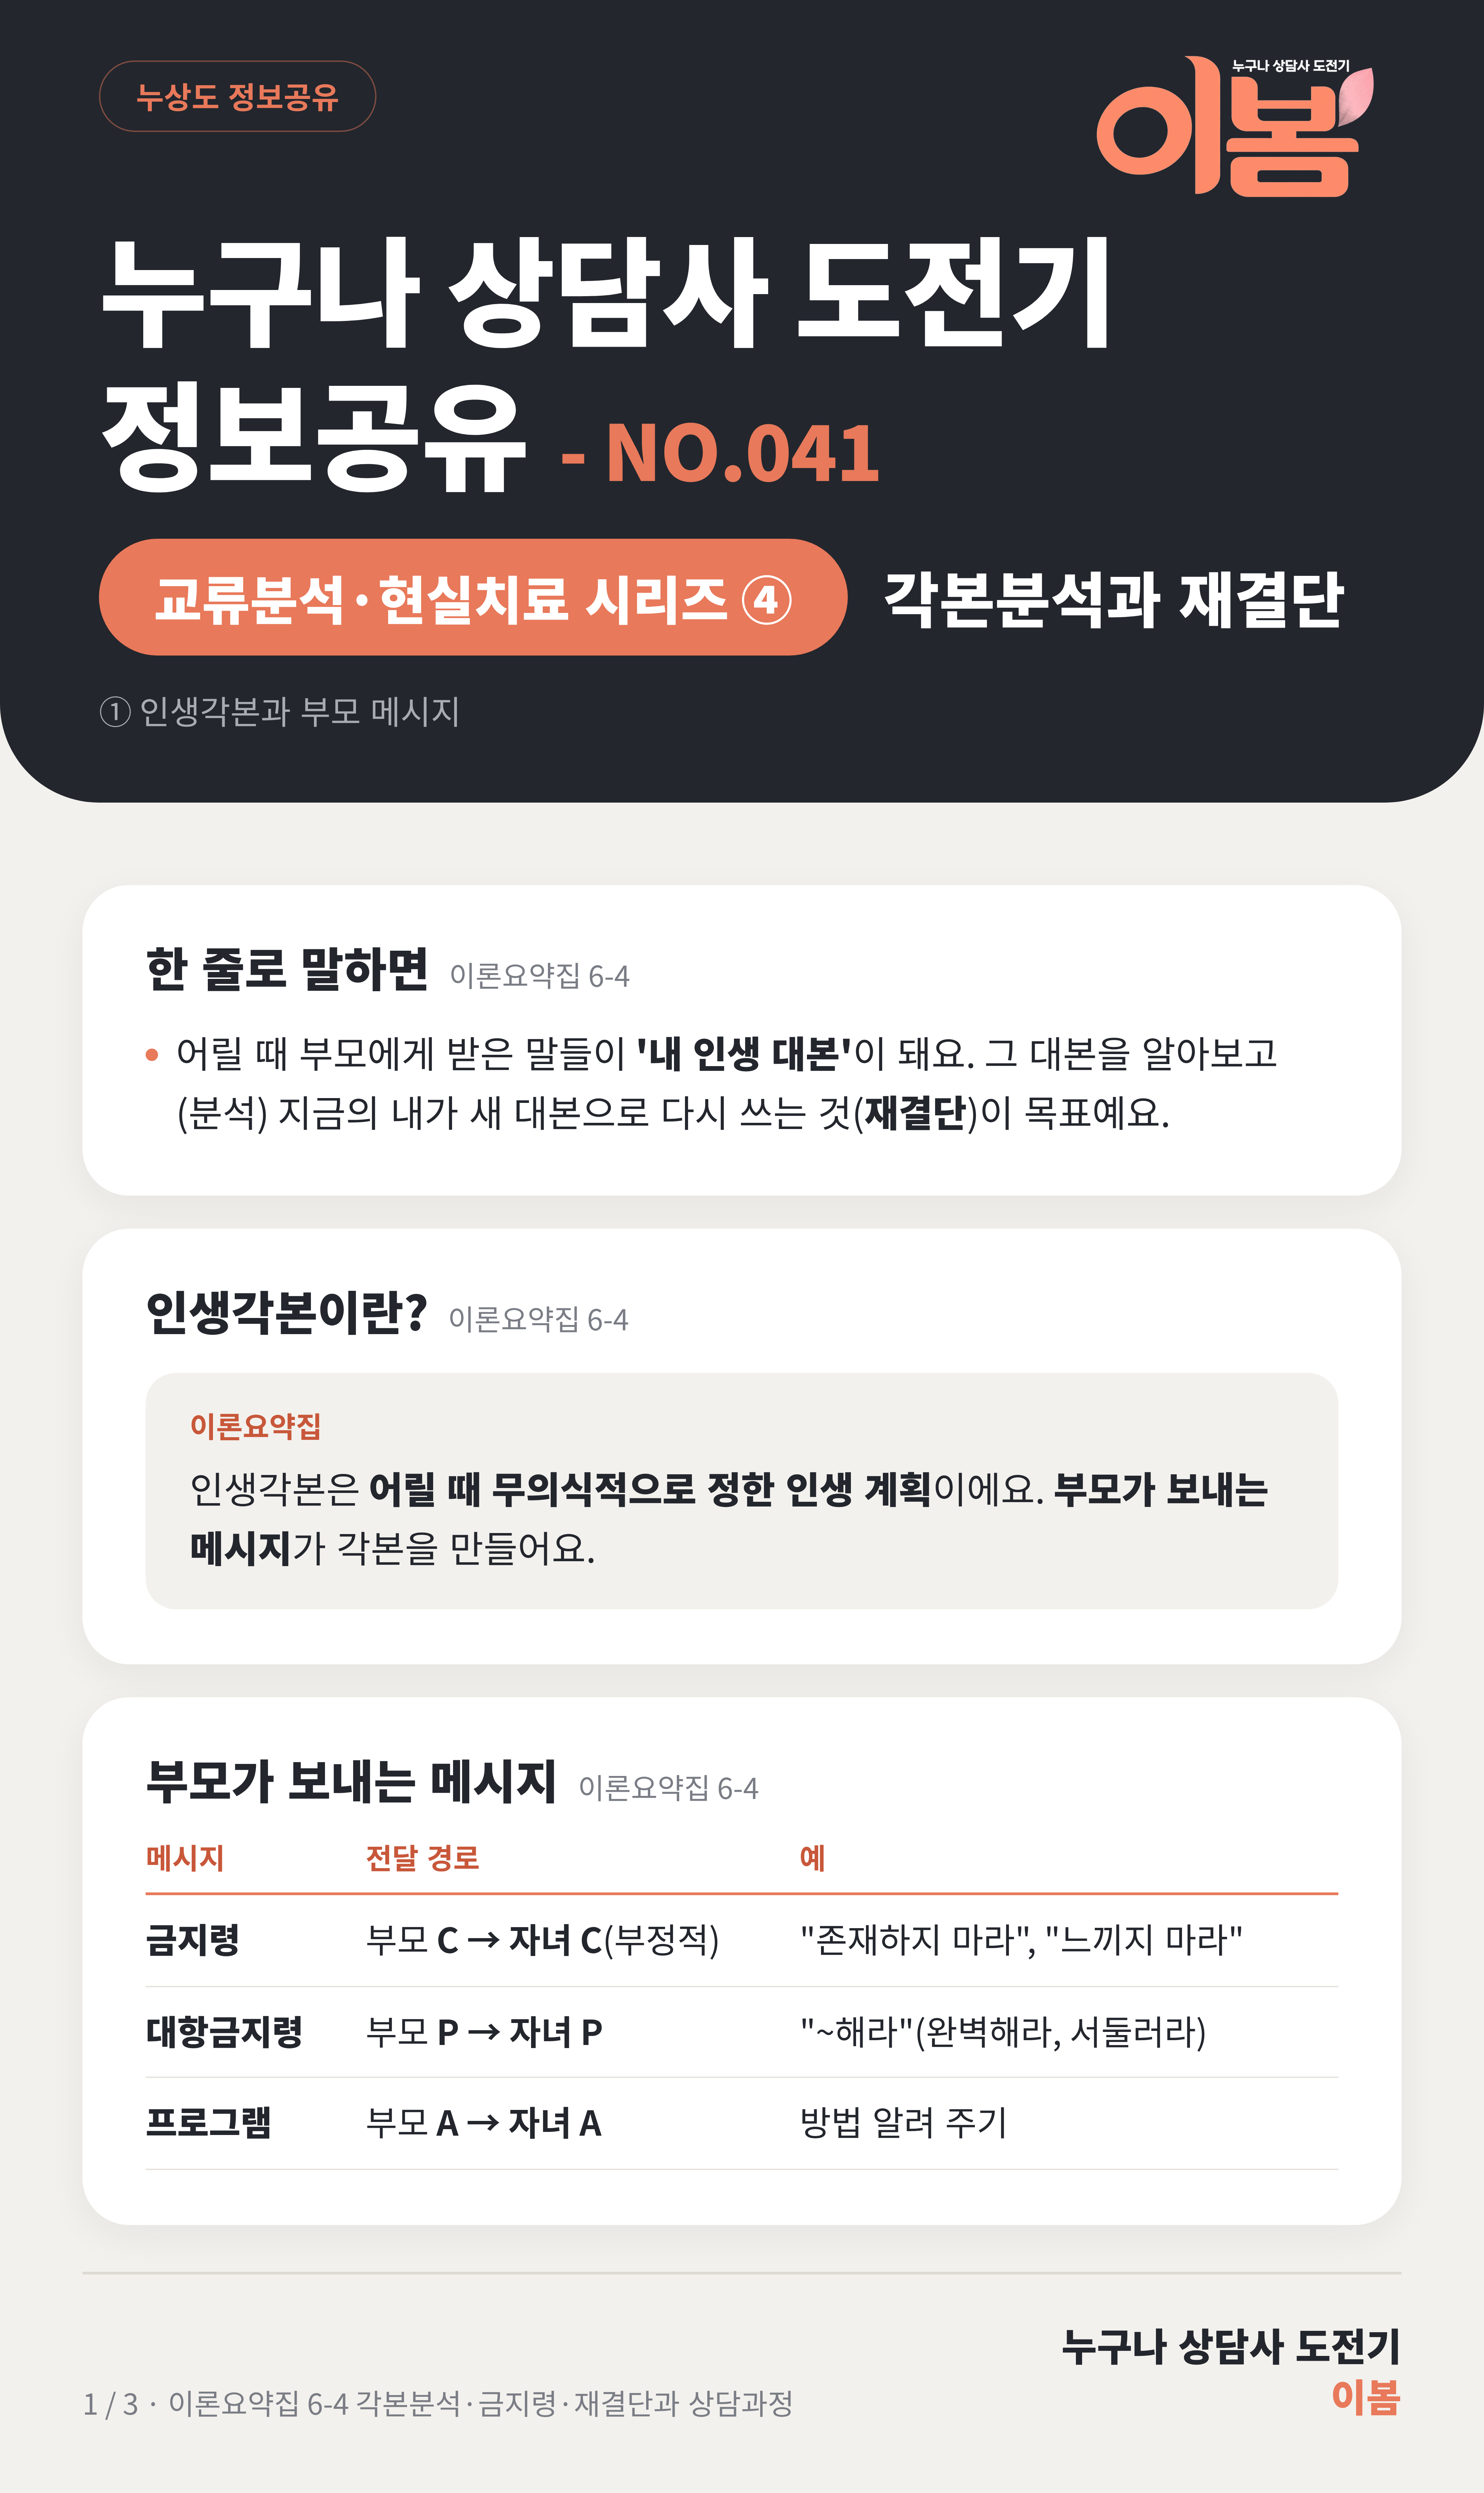 누상도 정보공유
누구나 상담사 도전기
이봄
누구나 상담사 도전기
정보공유 - NO.041
교류분석·현실치료 시리즈 ④ 각본분석과 재결단
① 인생각본과 부모 메시지
한 줄로 말하면 이론요약집 6-4
• 어릴 때 부모에게 받은 말들이 '내 인생 대본'이 돼요. 그 대본을 알아보고
(분석) 지금의 내가 새 대본으로 다시 쓰는 것(재결단)이 목표예요.
인생각본이란? 이론요약집 6-4
이론요약집
인생각본은 어릴 때 무의식적으로 정한 인생 계획이에요. 부모가 보내는
메시지가 각본을 만들어요.
부모가 보내는 메시지 이론요약집 6-4
메시지 전달 경로 예
금지령 부모 C → 자녀 C(부정적) "존재하지 마라", "느끼지 마라"
대항금지령 부모 P → 자녀 P "~해라"(완벽해라, 서둘러라)
프로그램 부모 A → 자녀 A 방법 알려 주기
누구나 상담사 도전기
이봄
1 / 3 · 이론요약집 6-4 각본분석·금지령·재결단과 상담과정